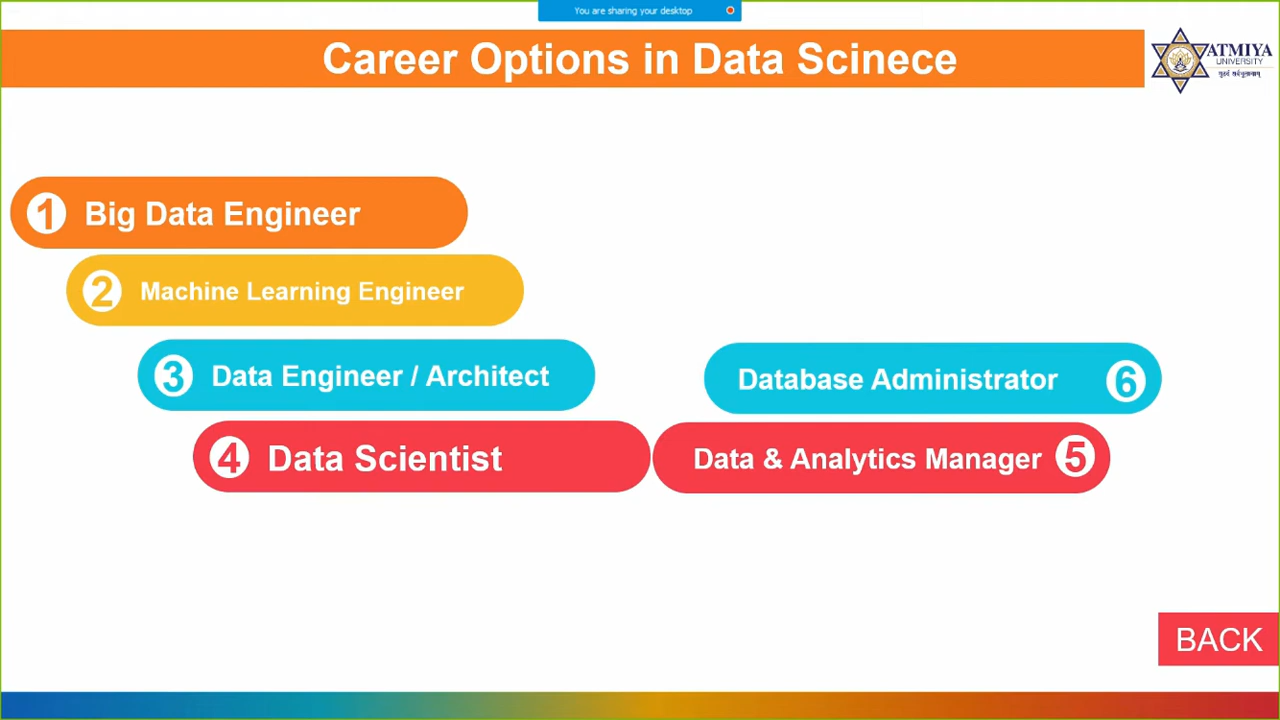 You are sharing your desktop
Career Options in Data Scinece
ATMIYA
UNIVERSITY
1 Big Data Engineer
2 Machine Learning Engineer
3 Data Engineer / Architect
Database Administrator 6
4 Data Scientist
Data & Analytics Manager 5
BACK